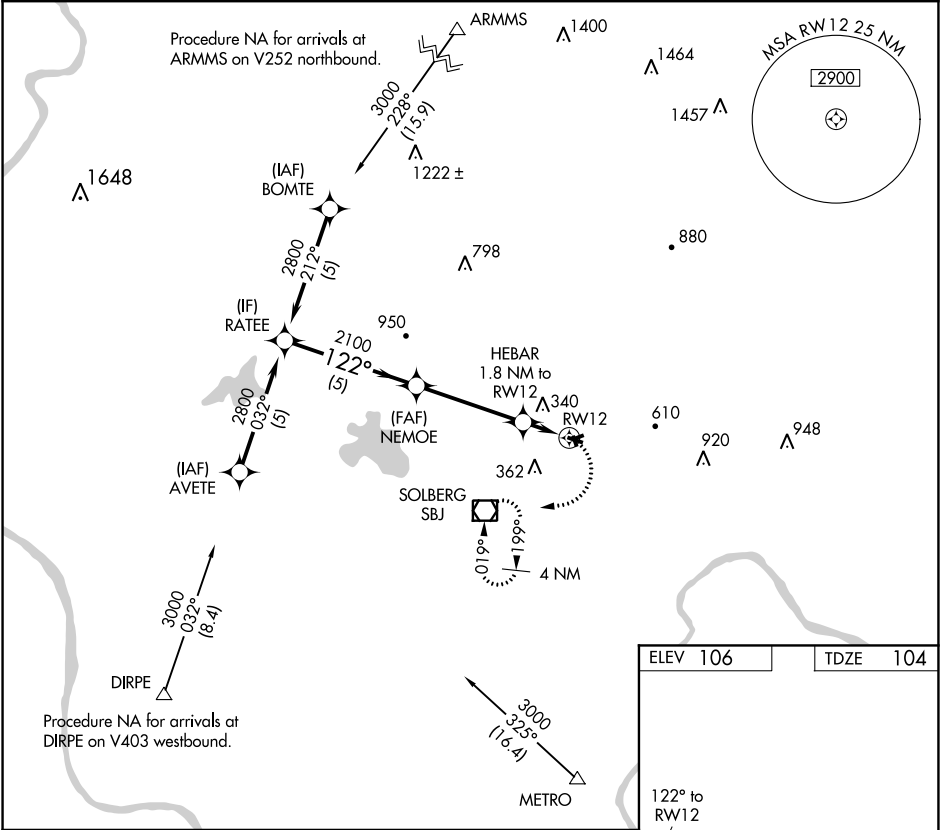 Procedure NA for arrivals at
ARMMS on V252 northbound.
ARMMS
1400
1464
1457
MSA RW12 25 NM
2900
3000
228°
(15.9)
1222 ±
1648
(IAF)
BOMTE
2800
212°
(5)
798
880
(IF)
RATEE
950
2100
122°
(5)
HEBAR
1.8 NM to
RW12
340
RW12
(FAF)
NEMOE
610
920
948
2800
032°
(5)
(IAF)
AVETE
362
SOLBERG
SBJ
019°
199°
4 NM
3000
032°
(8.4)
DIRPE
Procedure NA for arrivals at
DIRPE on V403 westbound.
3000
325°
(16.4)
METRO
ELEV 106
TDZE 104
122° to
RW12